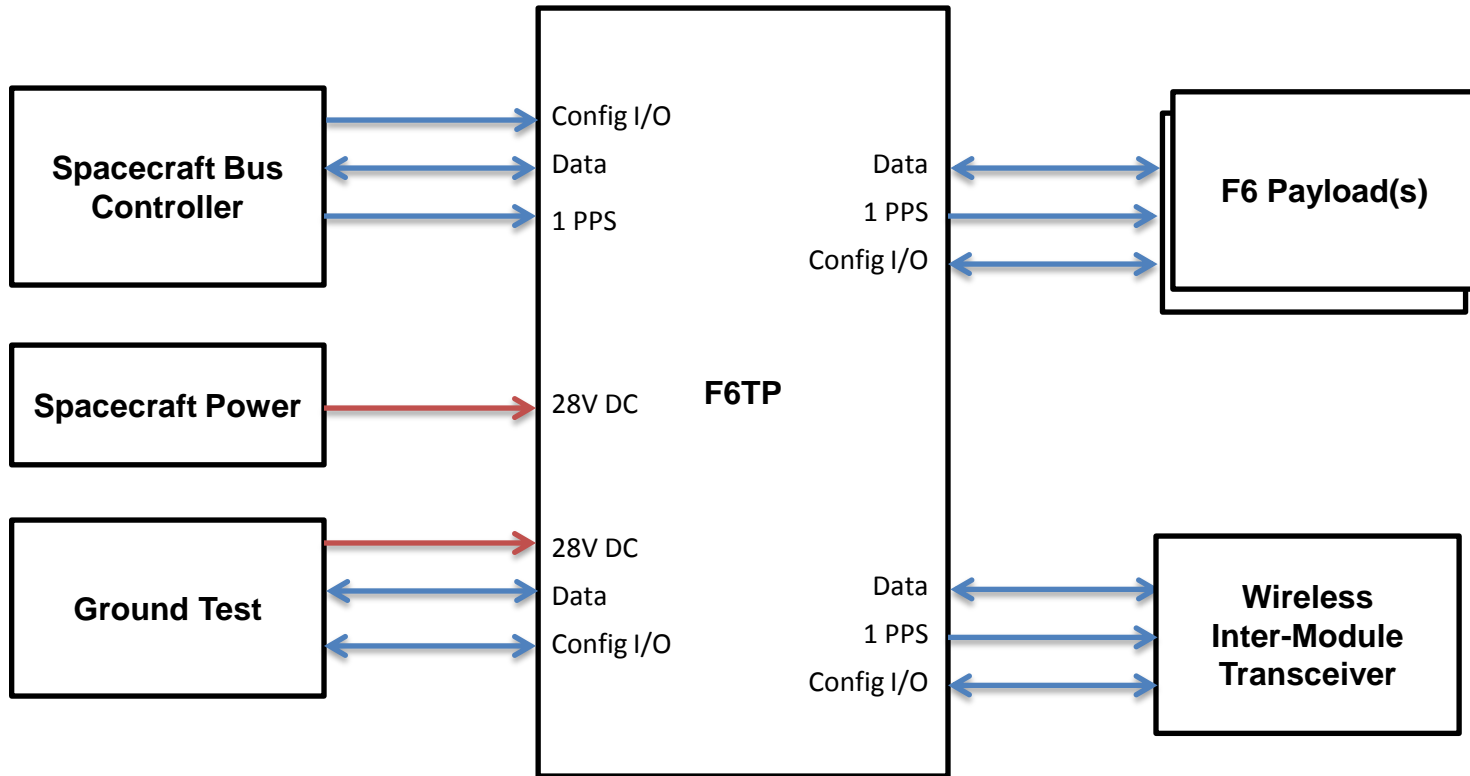 Spacecraft Bus
Controller
Config I/O
Data
1 PPS
Spacecraft Power
28V DC
Ground Test
28V DC
Data
Config I/O
F6TP
Data
1 PPS
Config I/O
F6 Payload(s)
Data
1 PPS
Config I/O
Wireless
Inter-Module
Transceiver